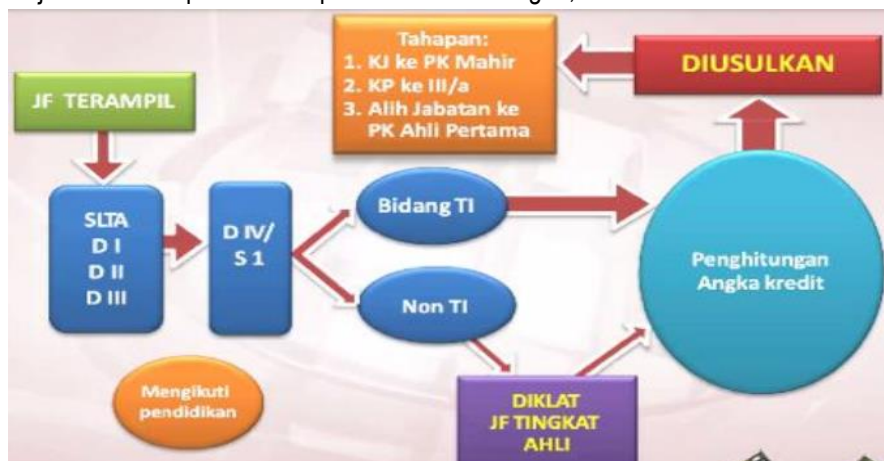 JF TERAMPIL
Tahapan:
1. KJ ke PK Mahir
2. KP ke III/a
3. Alih Jabatan ke
PK Ahli Pertama
DIUSULKAN
SLTA
D I
D II
D III
D IV/
S 1
Bidang TI
Non TI
Penghitungan
Angka kredit
Mengikuti
pendidikan
DIKLAT
JF TINGKAT
AHLI